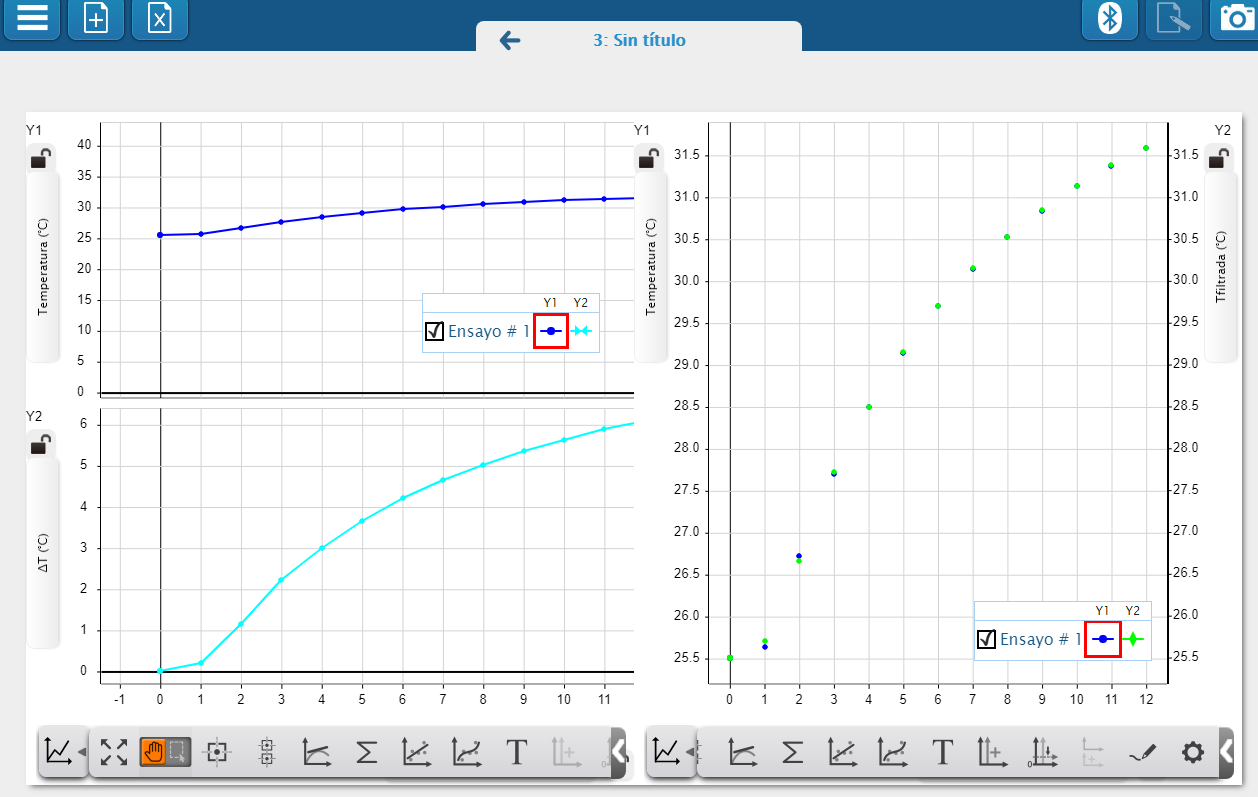 3: Sin título
Y1
40
35
30
25
20
15
10
5
0
Temperatura (°C)
Y1 Y2
Ensayo # 1
Y2
6
5
4
3
2
1
0
ΔT (°C)
-1 0 1 2 3 4 5 6 7 8 9 10 11
Y1
31.5
31.0
30.5
30.0
29.5
29.0
28.5
28.0
27.5
27.0
26.5
26.0
25.5
Temperatura (°C)
Y2
31.5
31.0
30.5
30.0
29.5
29.0
28.5
28.0
27.5
27.0
26.5
26.0
25.5
Tfiltrada (°C)
Y1 Y2
Ensayo # 1
0 1 2 3 4 5 6 7 8 9 10 11 12